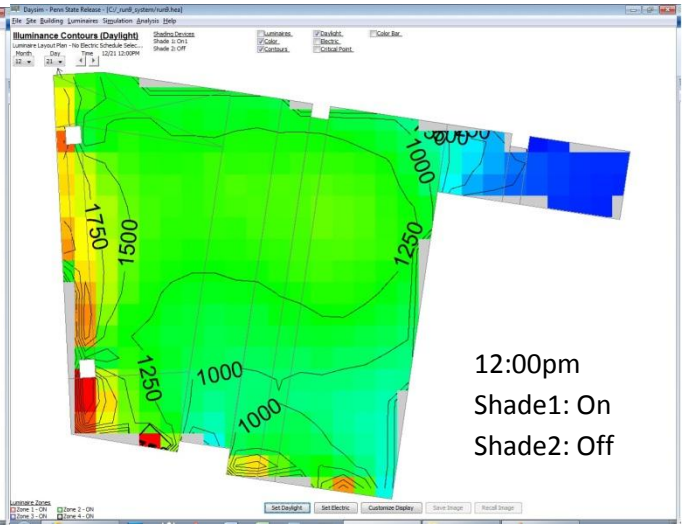 Daysim - Penn State Release - [C:/_run8_system/run8.hea]
File Site Building Luminaires Simulation Analysis Help
Illuminance Contours (Daylight)
Luminaire Layout Plan - No Electric Schedule Selec...
Month Day Time 12/21 12:00PM
12 21
Shading Devices
Shade 1: On 1
Shade 2: Off
Luminaires Daylight Color Bar
Color Electric
Contours Critical Point
1000
1750
1500
1250
1250
1000
1000
12:00pm
Shade1: On
Shade2: Off
Luminaire Zones
Zone 1 - ON Zone 2 - ON
Zone 3 - ON Zone 4 - ON
Set Daylight Set Electric Customize Display Save Image Recall Image